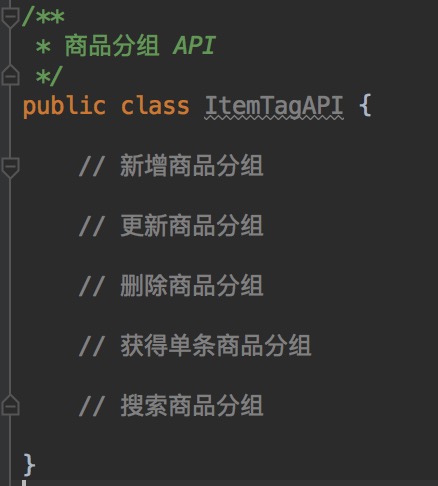 /**
 * 商品分组 API
 */
public class ItemTagAPI {
// 新增商品分组
// 更新商品分组
// 删除商品分组
// 获得单条商品分组
// 搜索商品分组
}